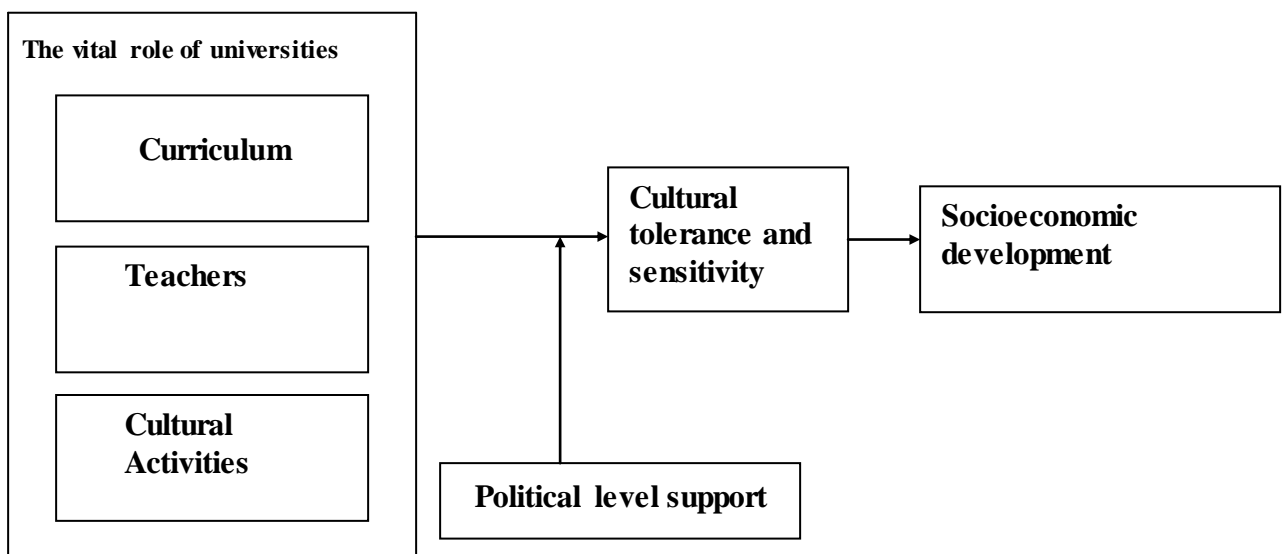 The vital role of universities
Curriculum
Teachers
Cultural
Activities
Cultural
tolerance and
sensitivity
Socioeconomic
development
Political level support